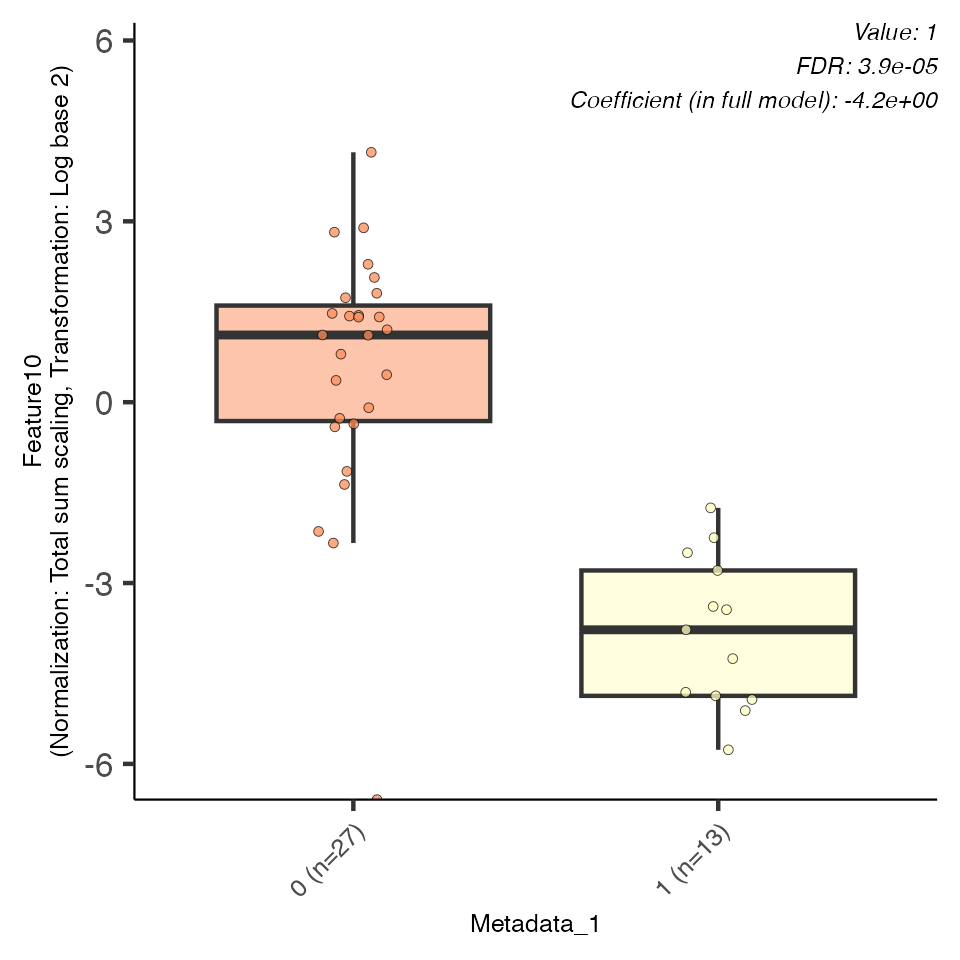 Value: 1
FDR: 3.9e-05
Coefficient (in full model): -4.2e+00
Feature10
(Normalization: Total sum scaling, Transformation: Log base 2)
6
3
0
-3
-6
0 (n=27)
1 (n=13)
Metadata_1